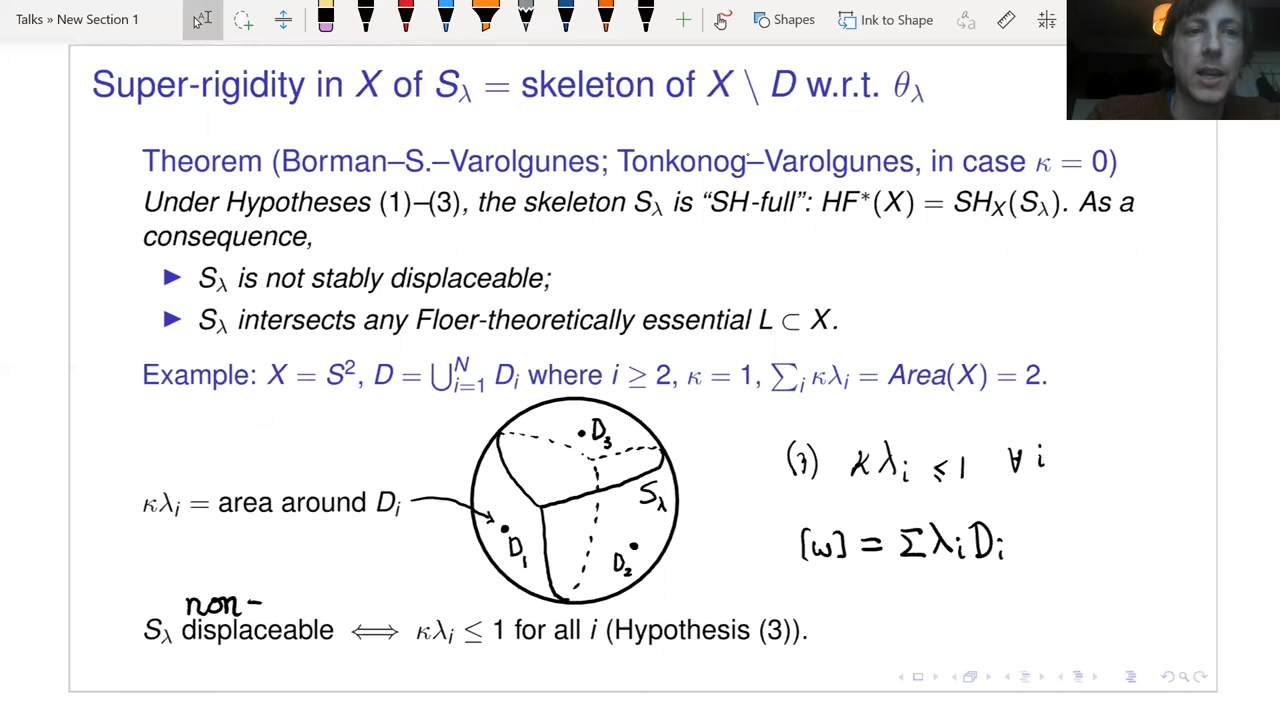 Talks » New Section 1
Shapes
Ink to Shape
Super-rigidity in X of S_λ = skeleton of X \ D w.r.t. θ_λ
Theorem (Borman–S.–Varolgunes; Tonkonog–Varolgunes, in case κ = 0)
Under Hypotheses (1)–(3), the skeleton S_λ is “SH-full”: HF*(X) = SH_X(S_λ). As a
consequence,
▶ S_λ is not stably displaceable;
▶ S_λ intersects any Floer-theoretically essential L ⊂ X.
Example: X = S², D = ⋃_{i=1}^N D_i where i ≥ 2, κ = 1, ∑_i κλ_i = Area(X) = 2.
D_3
(3) κλ_i ≤ 1 ∀ i
S_λ
κλ_i = area around D_i
D_1
D_2
[ω] = Σλ_iD_i
non-
S_λ displaceable ⟺ κλ_i ≤ 1 for all i (Hypothesis (3)).